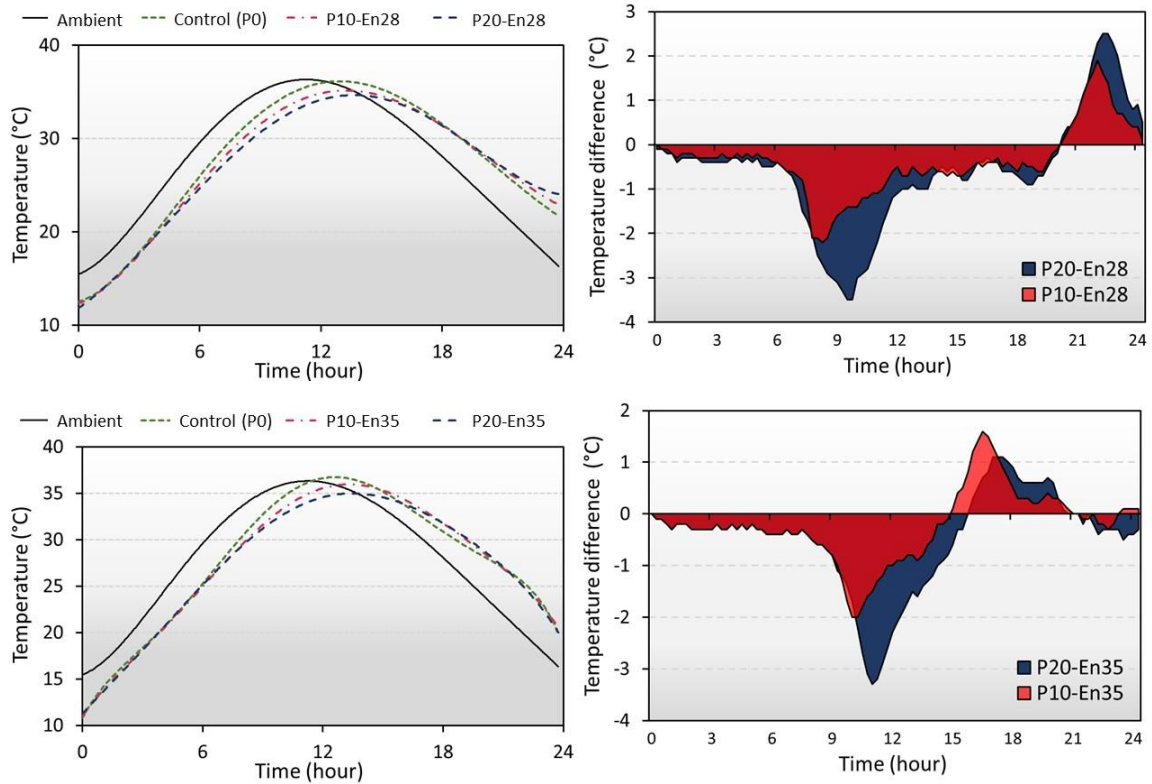 Ambient Control (P0) P10-En28 P20-En28
Temperature (°C)
40
30
20
10
0 6 12 18 24
Time (hour)
Temperature difference (°C)
3
2
1
0
-1
-2
-3
-4
P20-En28
P10-En28
0 3 6 9 12 15 18 21 24
Time (hour)
Ambient Control (P0) P10-En35 P20-En35
Temperature (°C)
40
35
30
25
20
15
10
0 6 12 18 24
Time (hour)
Temperature difference (°C)
2
1
0
-1
-2
-3
-4
P20-En35
P10-En35
0 3 6 9 12 15 18 21 24
Time (hour)